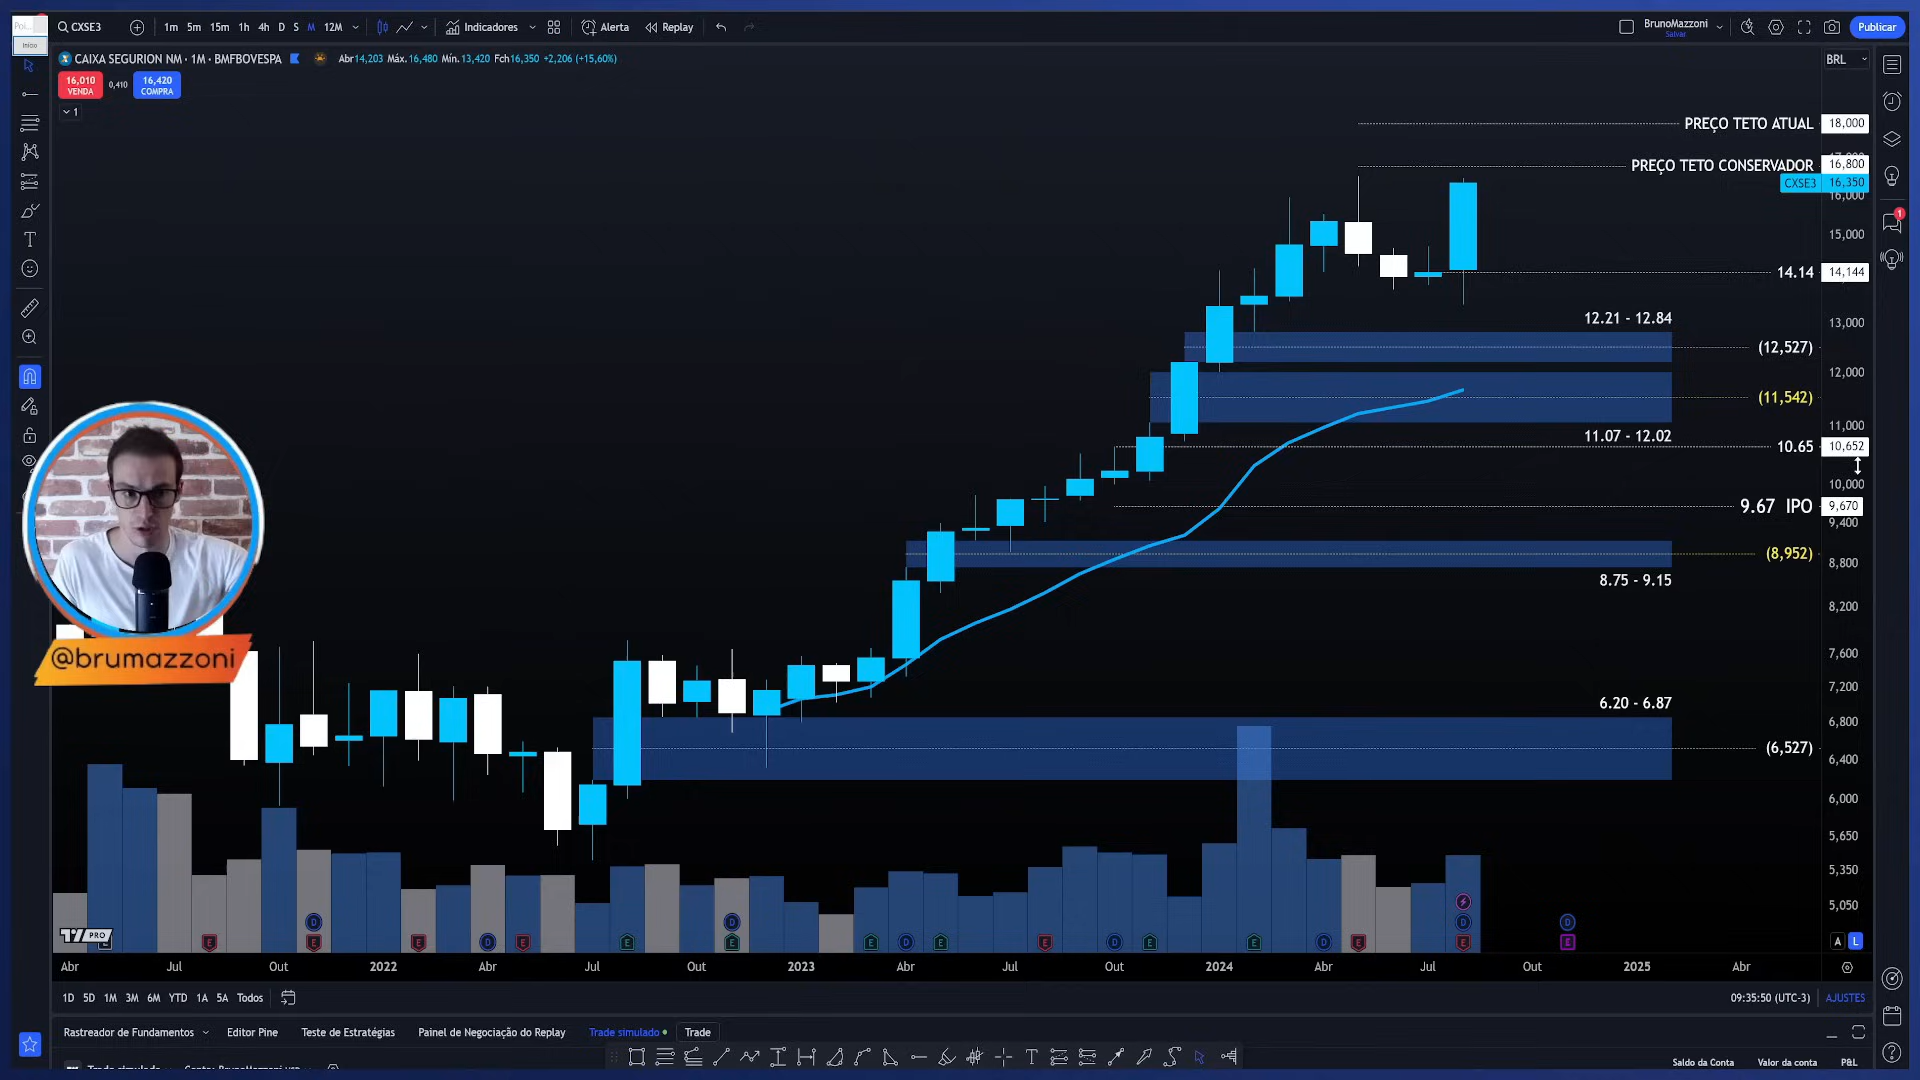 CXSE3
1m 5m 15m 1h 4h D S M 12M
Indicadores
Alerta
Replay
BrunoMazzoni
Salvar
Publicar
Início
CAIXA SEGURION NM · 1M · BMFBOVESPA
Abr14,203 Máx.16,480 Mín.13,420 Fch16,350 +2,206 (+15,60%)
BRL
16,010
VENDA
0,410
16,420
COMPRA
1
PREÇO TETO ATUAL 18,000
PREÇO TETO CONSERVADOR 16,800
CXSE3 16,350
16,000
15,000
14.14 14,144
13,000
12.21 - 12.84
(12,527)
12,000
(11,542)
11,000
11.07 - 12.02
10.65 10,652
10,000
9.67 IPO 9,670
9,400
(8,952)
8,800
8.75 - 9.15
8,200
7,600
7,200
6.20 - 6.87
6,800
(6,527)
6,400
6,000
5,650
5,350
5,050
@brumazzoni
D D
D D D D D D
E E E E E E E E E E E E E E E
PRO
A L
Abr Jul Out 2022 Abr Jul Out 2023 Abr Jul Out 2024 Abr Jul Out 2025 Abr
1D 5D 1M 3M 6M YTD 1A 5A Todos
09:35:50 (UTC-3) AJUSTES
Rastreador de Fundamentos Editor Pine Teste de Estratégias Painel de Negociação do Replay Trade simulado Trade
Saldo da Conta Valor da conta P&L